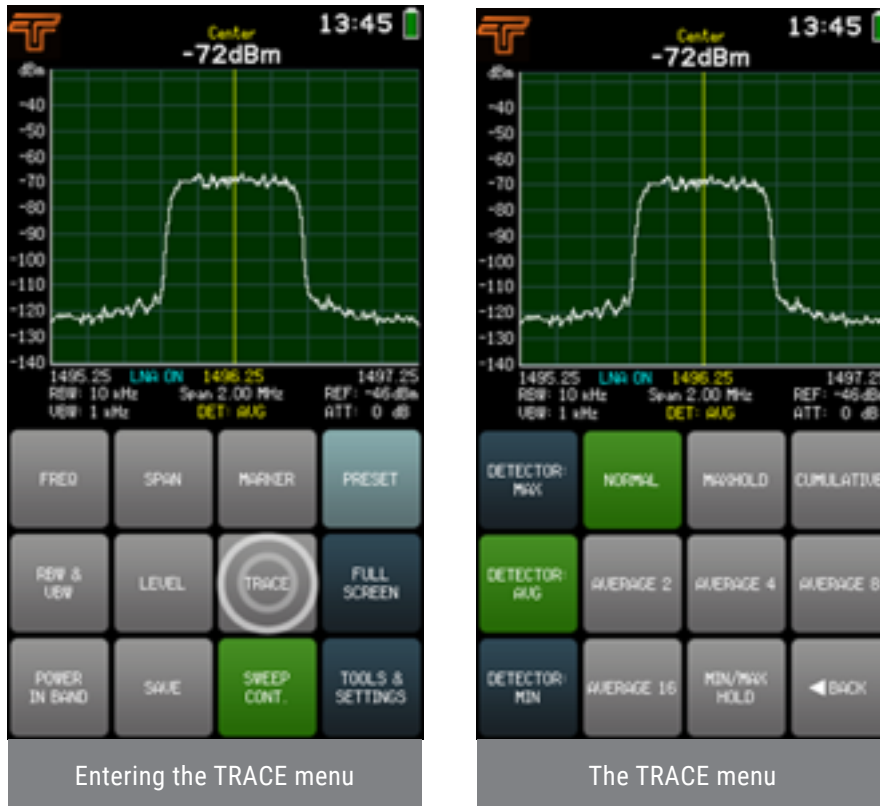 13:45
Center
-72dBm
dBm
-40
-50
-60
-70
-80
-90
-100
-110
-120
-130
-140
1495.25 LNA ON 1496.25 1497.25
RBW: 10 kHz Span 2.00 MHz REF: -46dBm
VBW: 1 kHz DET: AVG ATT: 0 dB
FREQ SPAN MARKER PRESET
RBW & VBW LEVEL TRACE FULL SCREEN
POWER IN BAND SAVE SWEEP CONT. TOOLS & SETTINGS
Entering the TRACE menu
13:45
Center
-72dBm
dBm
-40
-50
-60
-70
-80
-90
-100
-110
-120
-130
-140
1495.25 LNA ON 1496.25 1497.25
RBW: 10 kHz Span 2.00 MHz REF: -46dBm
VBW: 1 kHz DET: AVG ATT: 0 dB
DETECTOR: MAX NORMAL MAXHOLD CUMULATIVE
DETECTOR: AVG AVERAGE 2 AVERAGE 4 AVERAGE 8
DETECTOR: MIN AVERAGE 16 MIN/MAX HOLD BACK
The TRACE menu